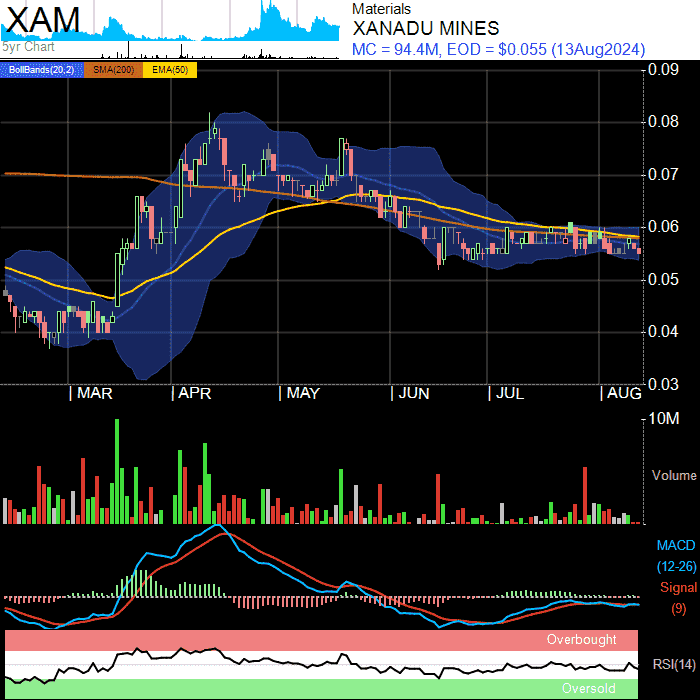 XAM
5yr Chart
Materials
XANADU MINES
MC = 94.4M, EOD = $0.055 (13Aug2024)
BollBands(20,2) SMA(200) EMA(50)
0.09
0.08
0.07
0.06
0.05
0.04
0.03
MAR APR MAY JUN JUL AUG
10M
Volume
MACD
(12-26)
Signal
(9)
Overbought
RSI(14)
Oversold